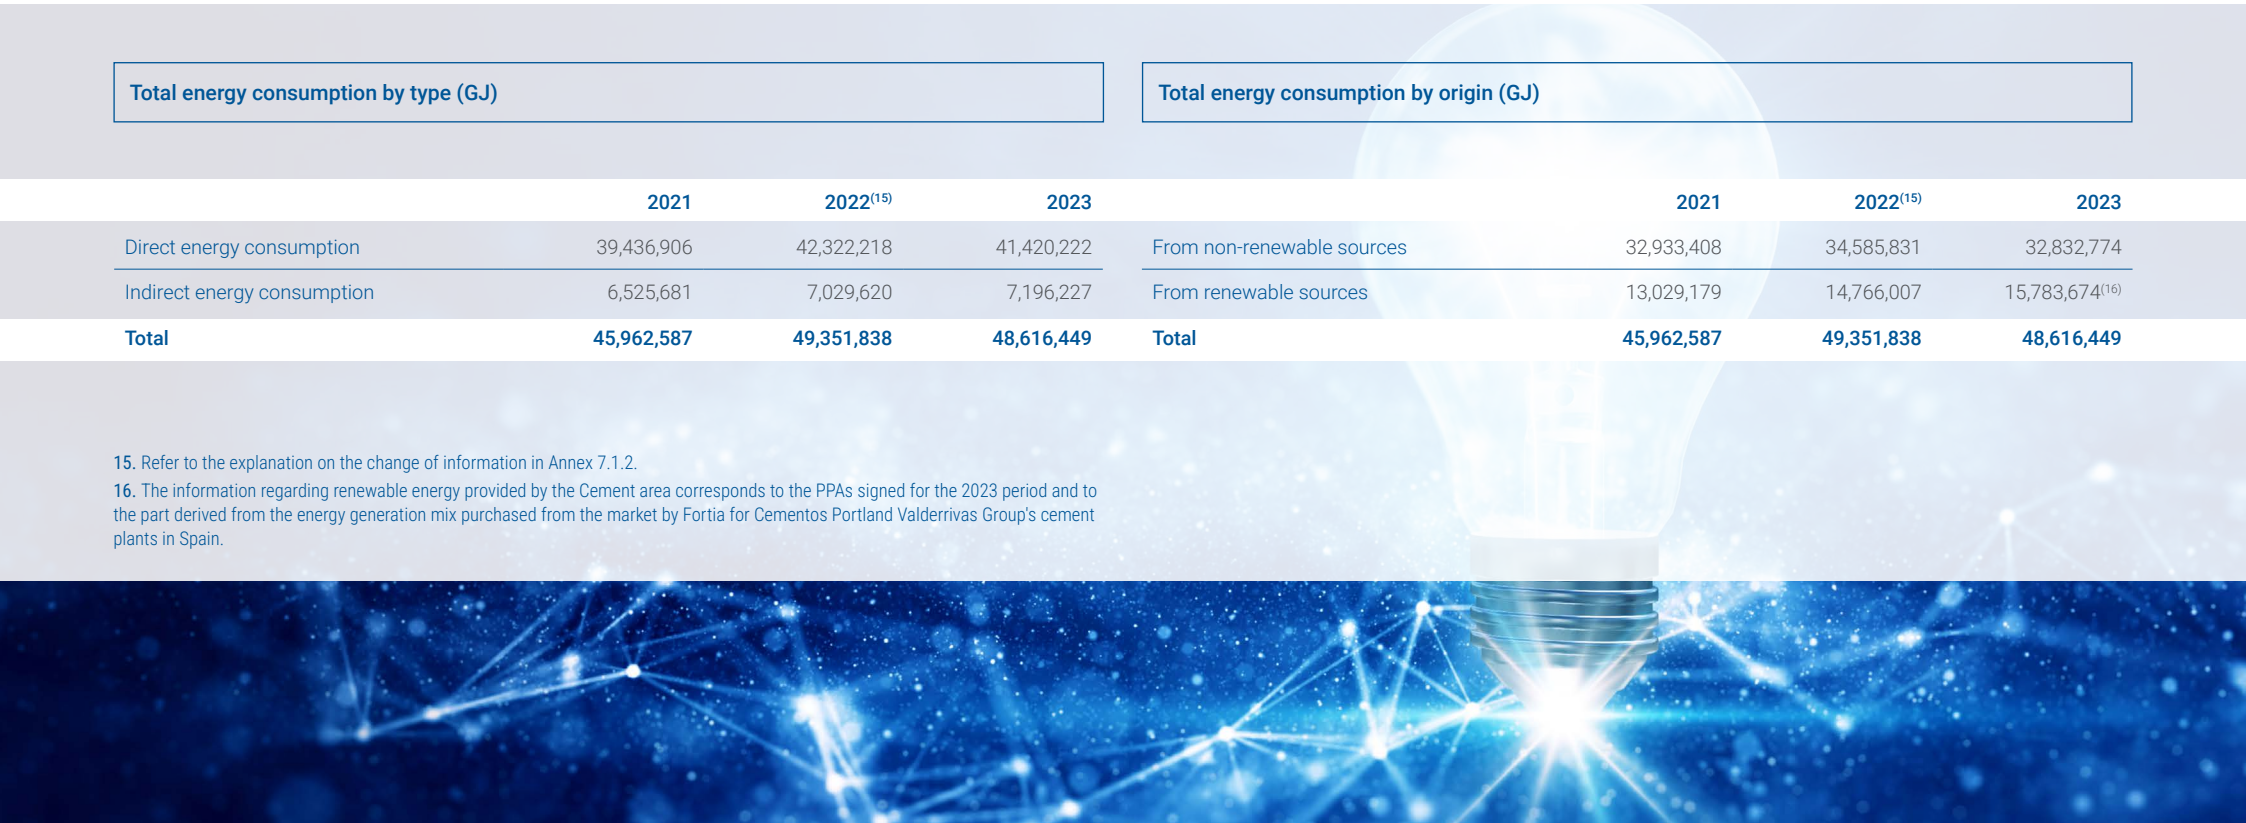 Total energy consumption by type (GJ)
2021 2022(15) 2023
Direct energy consumption 39,436,906 42,322,218 41,420,222
Indirect energy consumption 6,525,681 7,029,620 7,196,227
Total 45,962,587 49,351,838 48,616,449
Total energy consumption by origin (GJ)
2021 2022(15) 2023
From non-renewable sources 32,933,408 34,585,831 32,832,774
From renewable sources 13,029,179 14,766,007 15,783,674(16)
Total 45,962,587 49,351,838 48,616,449
15. Refer to the explanation on the change of information in Annex 7.1.2.
16. The information regarding renewable energy provided by the Cement area corresponds to the PPAs signed for the 2023 period and to
the part derived from the energy generation mix purchased from the market by Fortia for Cementos Portland Valderrivas Group's cement
plants in Spain.